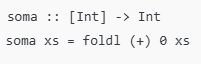 soma :: [Int] -> Int
soma xs = foldl (+) 0 xs